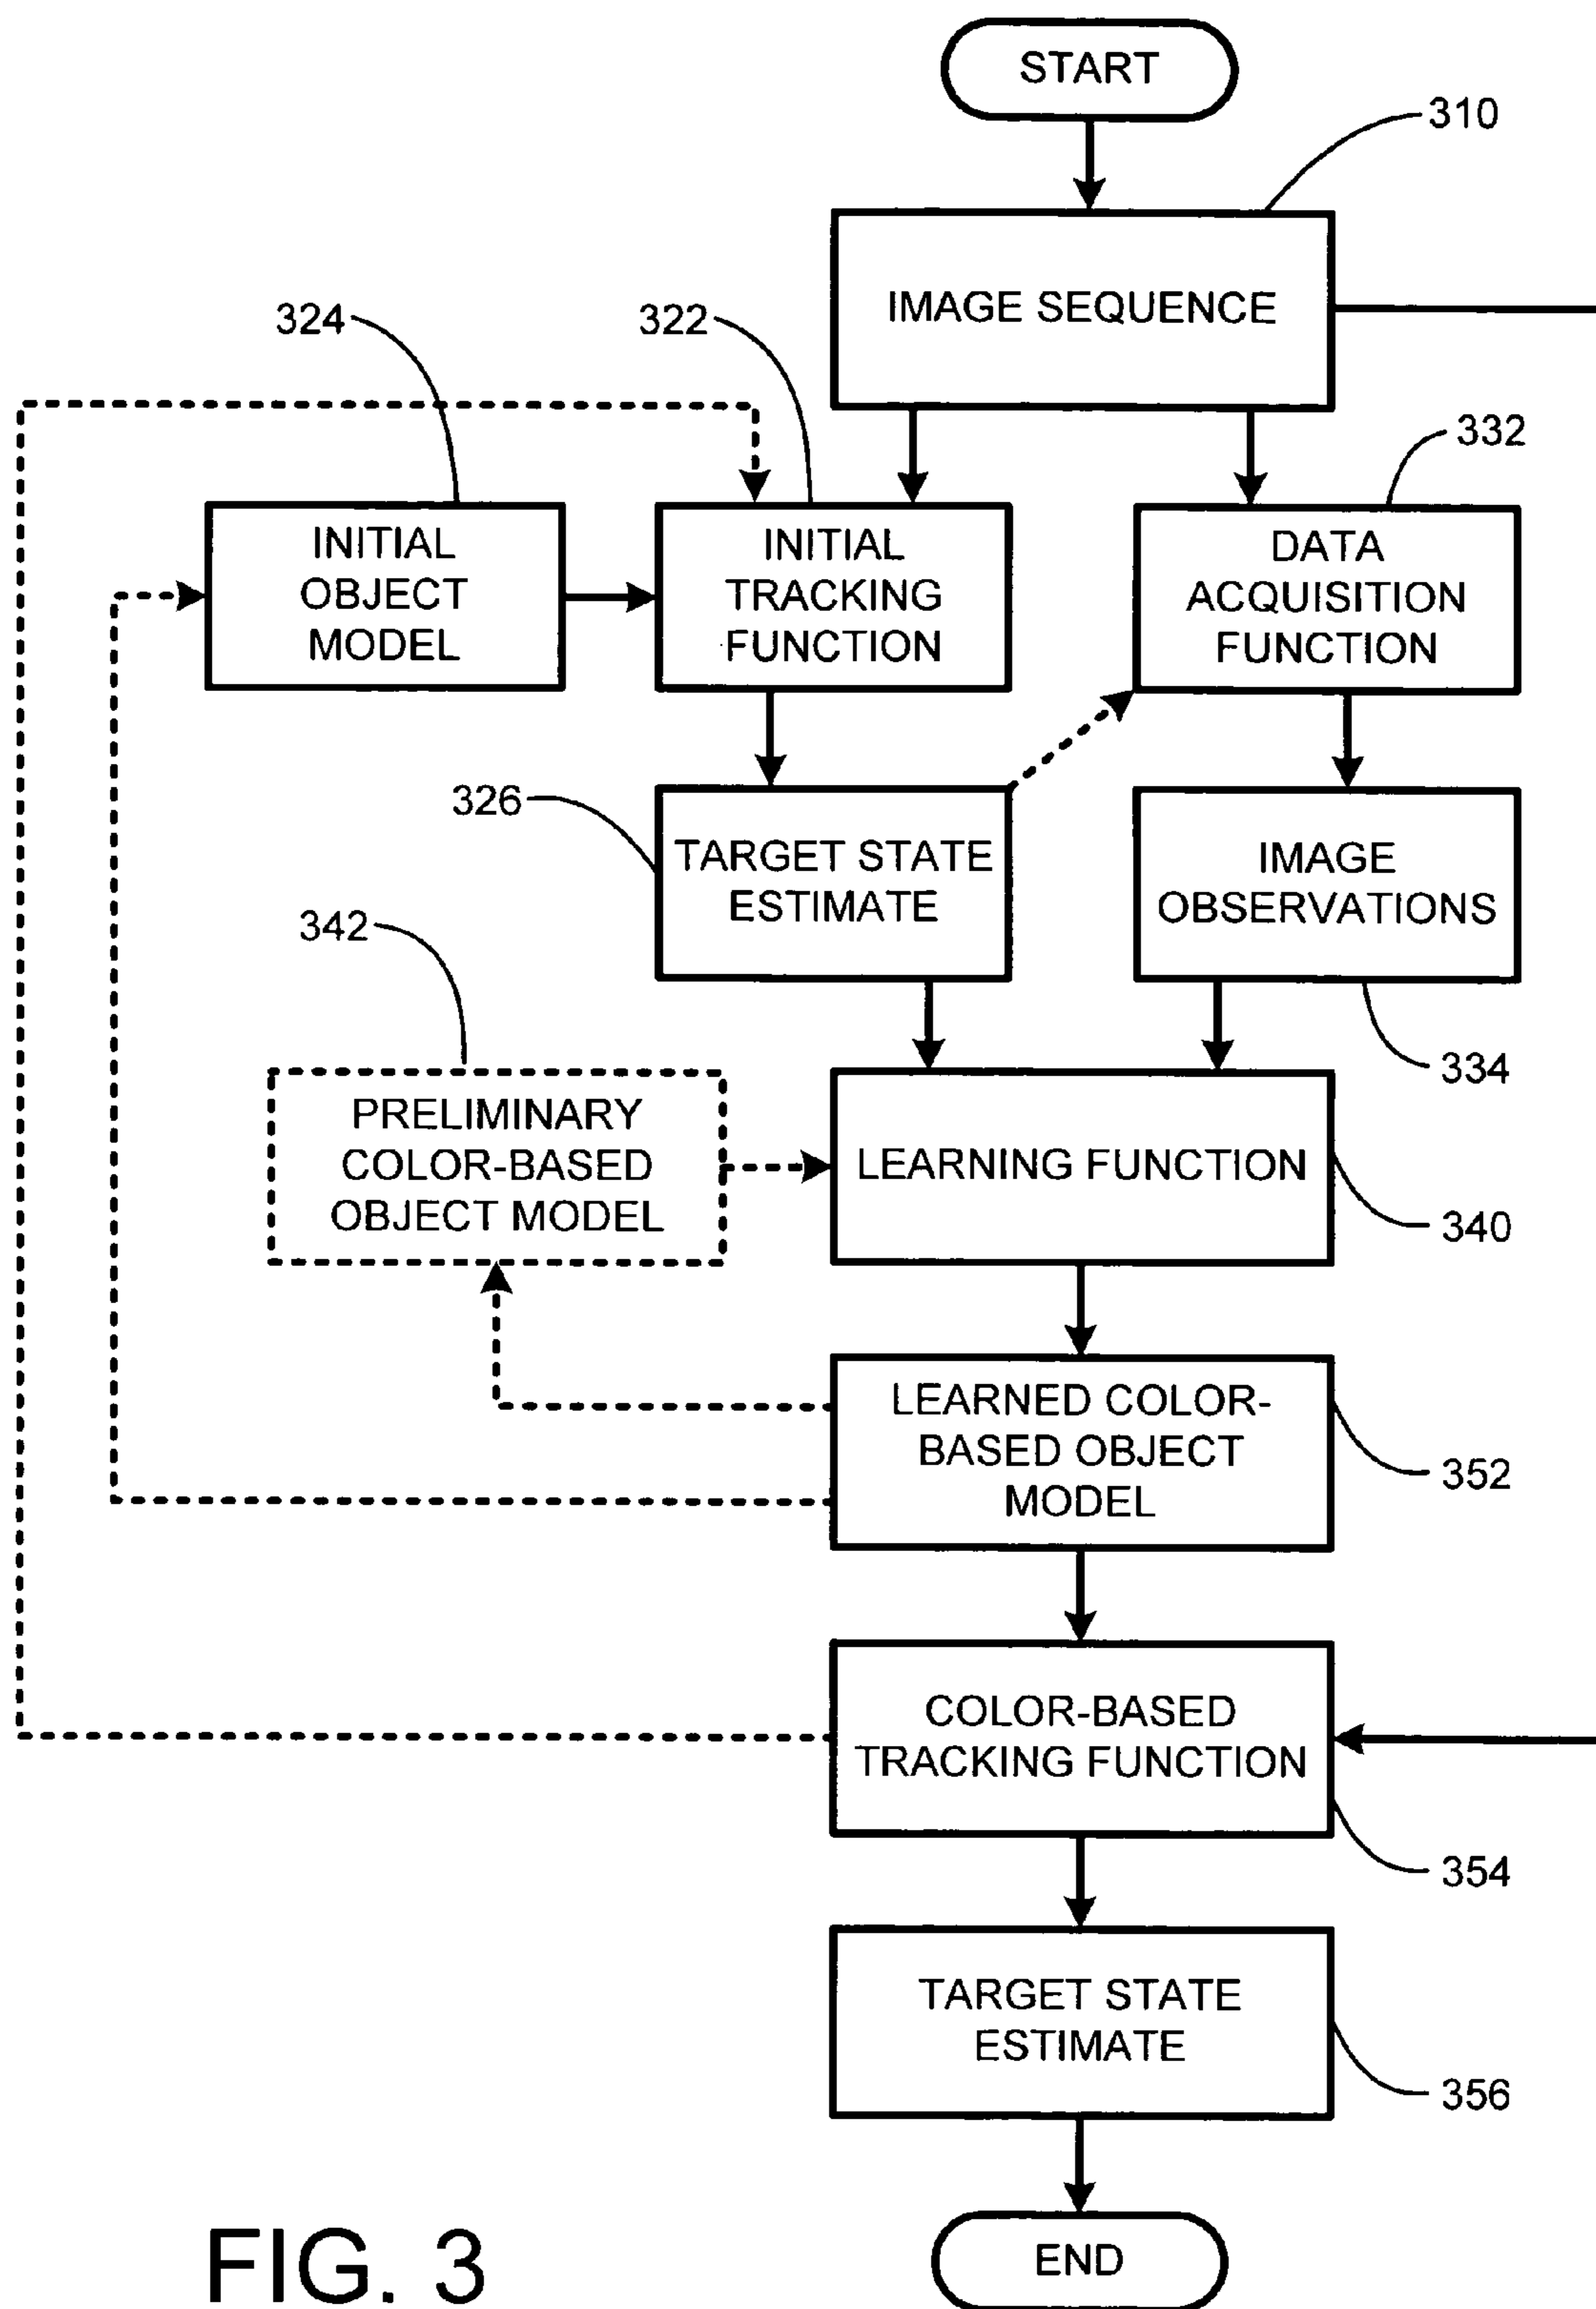 START
310
IMAGE SEQUENCE
324
322
332
INITIAL
OBJECT
MODEL
INITIAL
TRACKING
FUNCTION
DATA
ACQUISITION
FUNCTION
326
TARGET STATE
ESTIMATE
IMAGE
OBSERVATIONS
342
334
PRELIMINARY
COLOR-BASED
OBJECT MODEL
LEARNING FUNCTION
340
LEARNED COLOR-
BASED OBJECT
MODEL
352
COLOR-BASED
TRACKING FUNCTION
354
TARGET STATE
ESTIMATE
356
END
FIG. 3